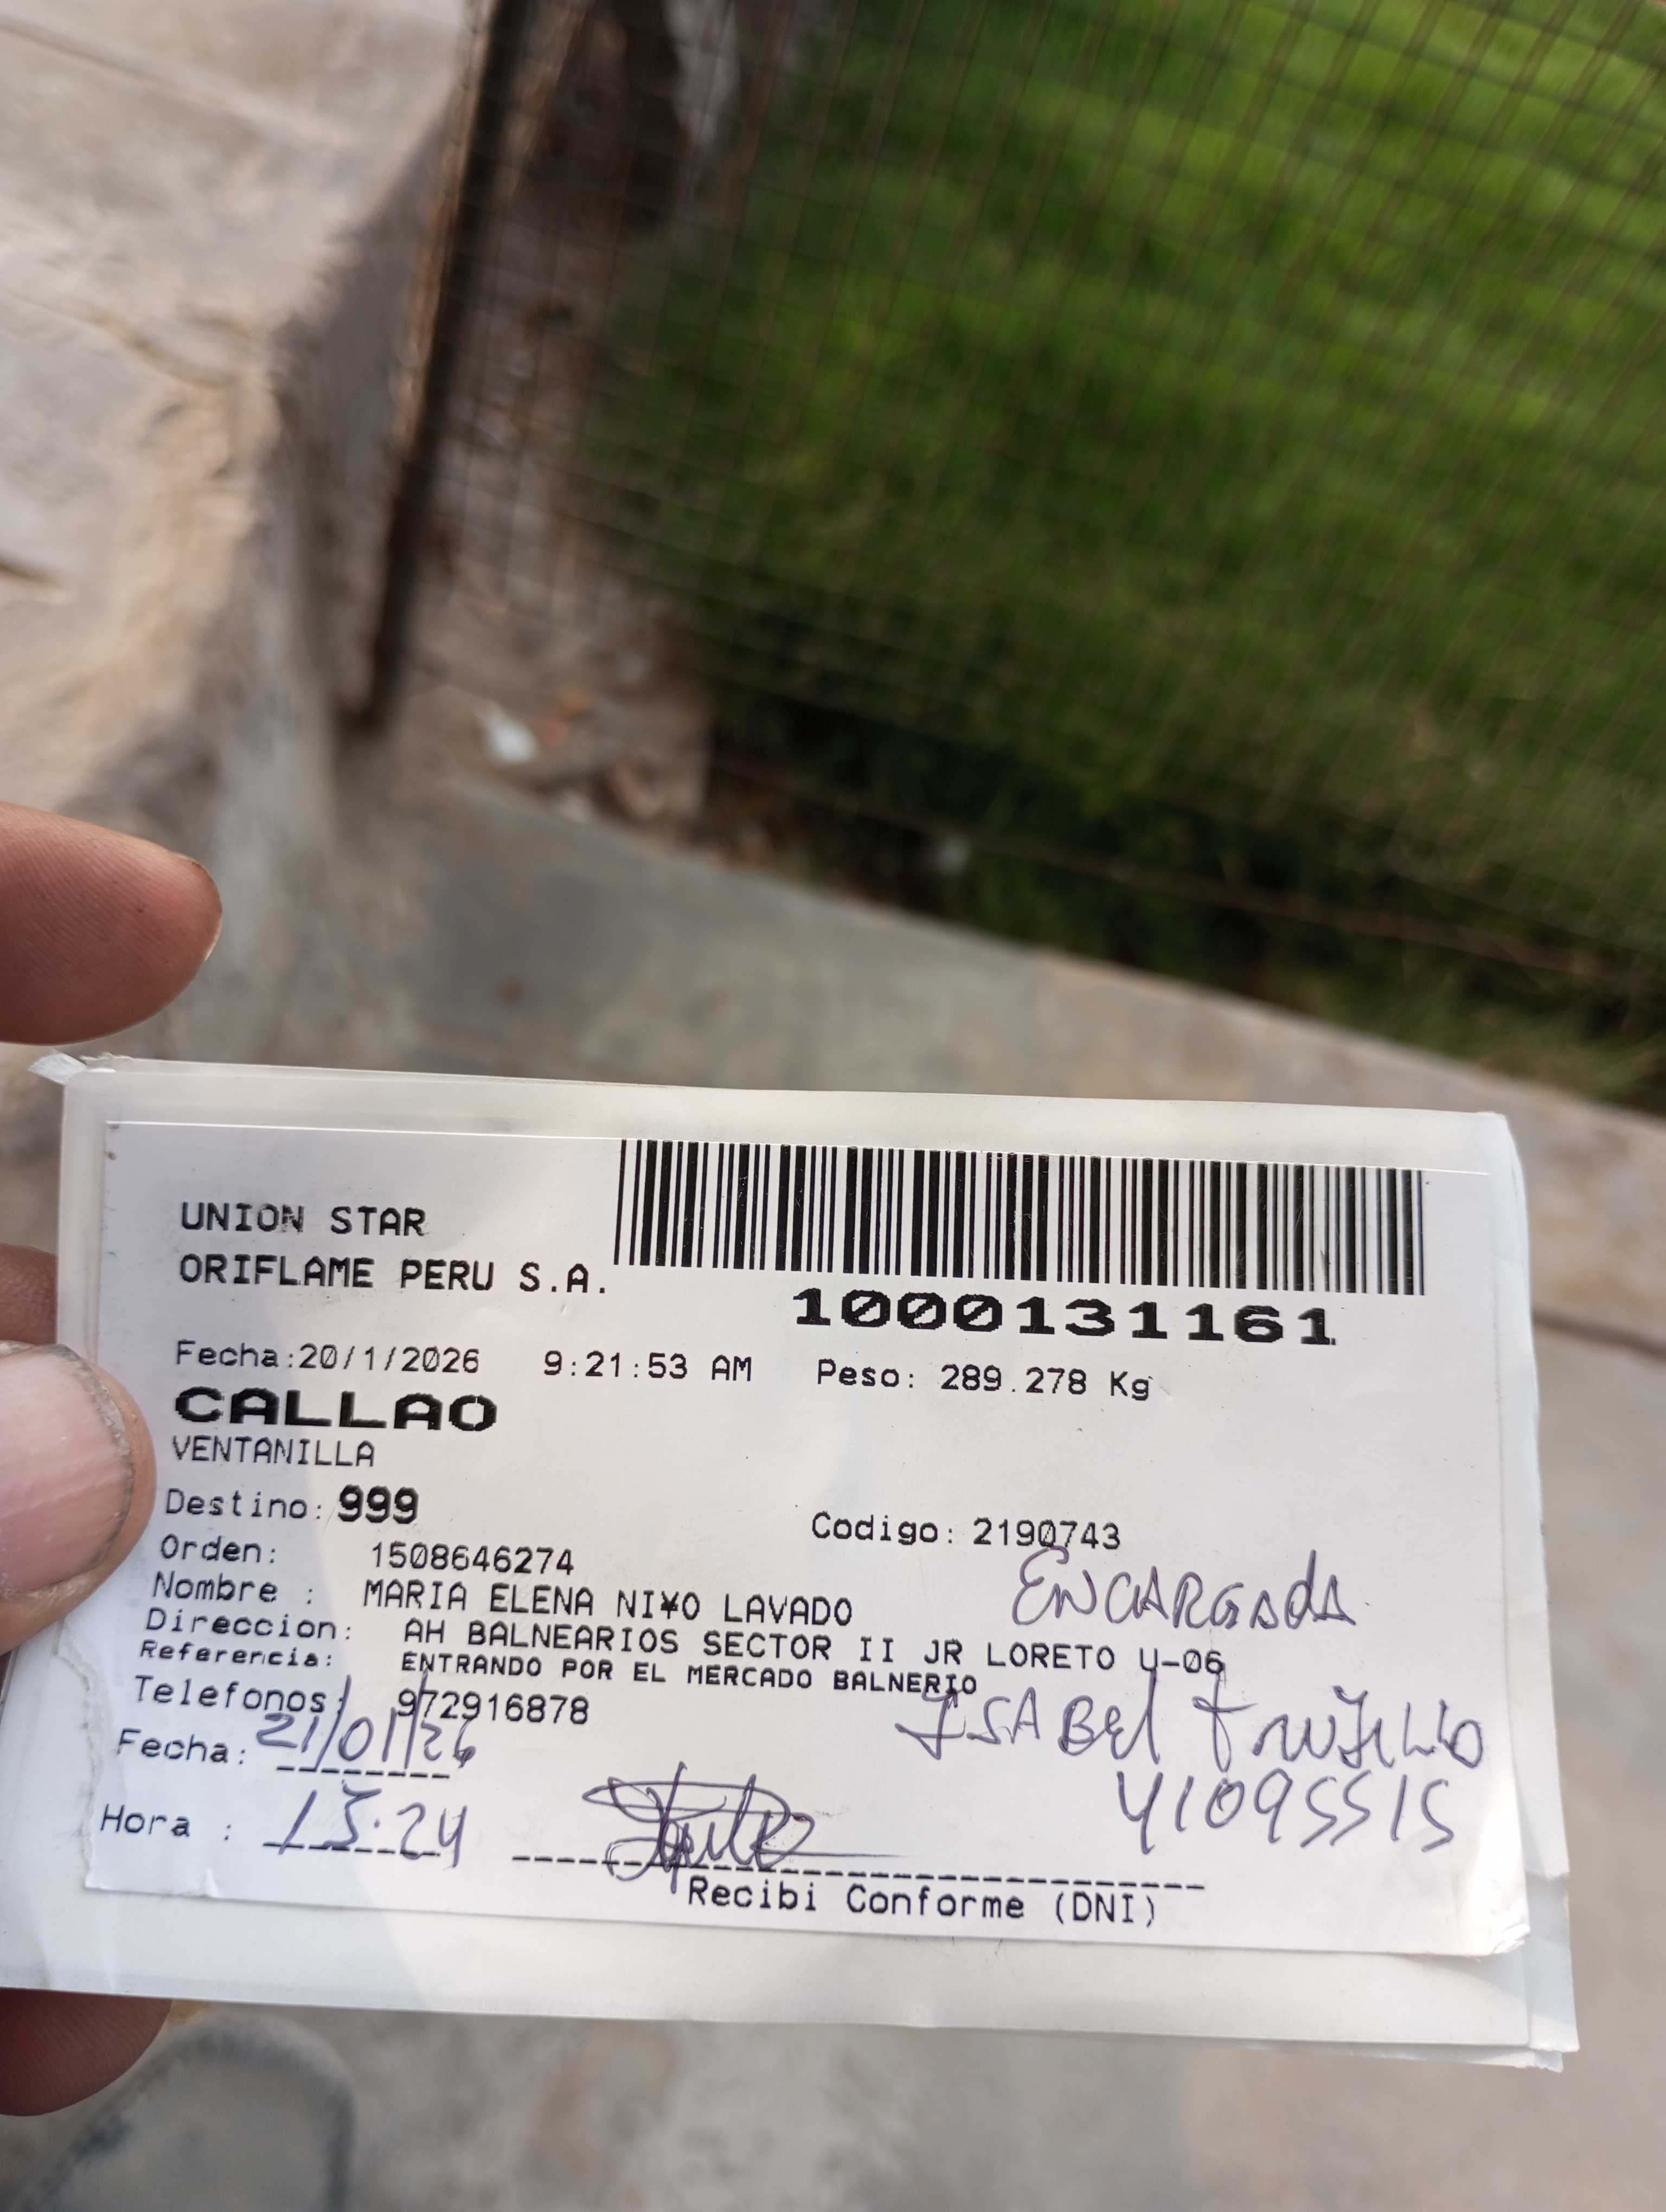 UNION STAR
ORIFLAME PERU S.A.
1000131161
Fecha:20/1/2026 9:21:53 AM Peso: 289.278 Kg
CALLAO
VENTANILLA
Destino: 999 Codigo: 2190743
Orden: 1508646274
Nombre : MARIA ELENA NI¥O LAVADO ENCARGADA
Direccion: AH BALNEARIOS SECTOR II JR LORETO U-06
Referencia: ENTRANDO POR EL MERCADO BALNERIO
Telefonos: 972916878 ISABEL TRUJILLO
Fecha: 21/01/26 41095515
Hora : 13:24
Recibi Conforme (DNI)